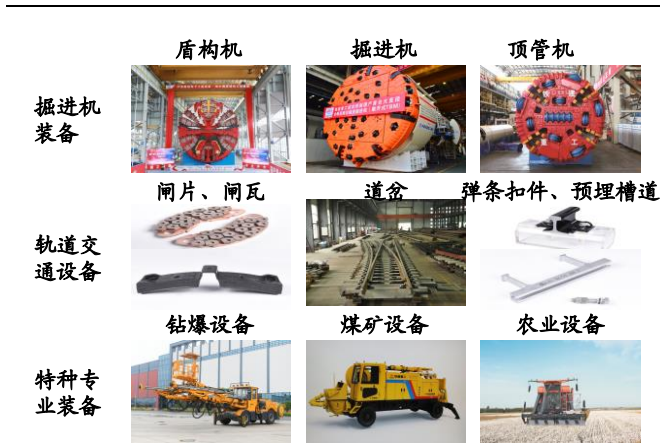 盾构机 掘进机 顶管机
掘进机
装备
闸片、闸瓦 道岔 弹条扣件、预埋槽道
轨道交
通设备
钻爆设备 煤矿设备 农业设备
特种专
业装备